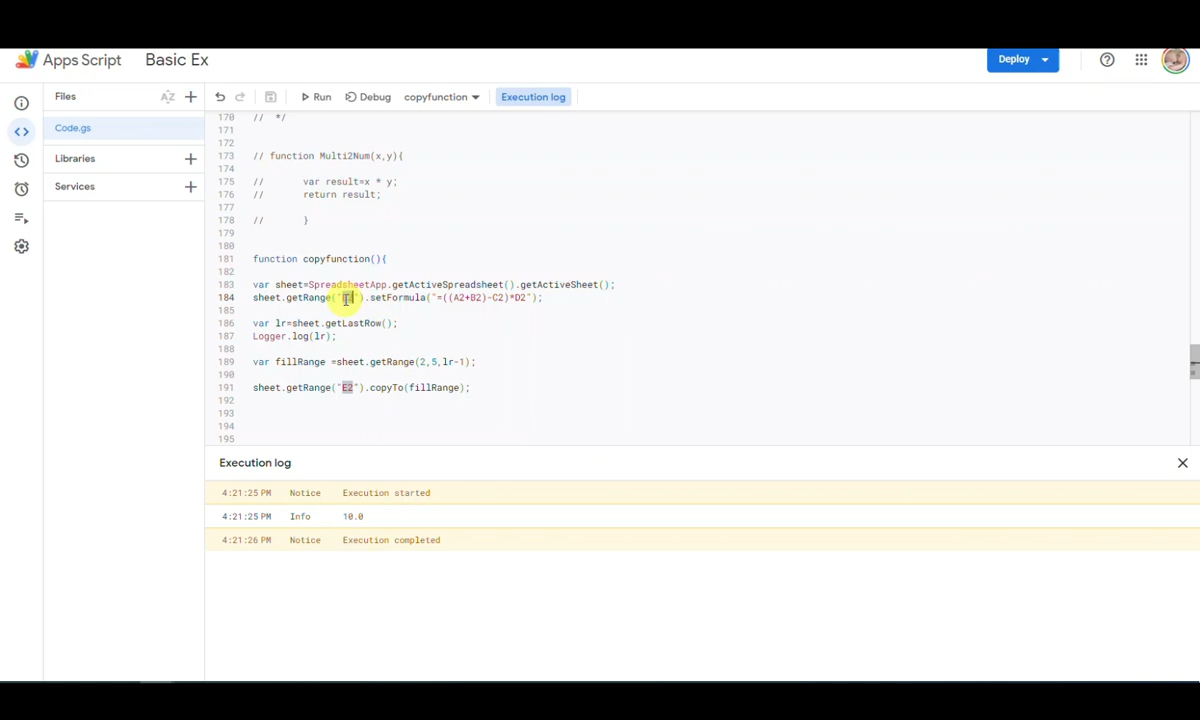 Apps Script Basic Ex Deploy
Files Run Debug copyfunction Execution log
Code.gs
Libraries
Services
170 // */
171
172
173 // function Multi2Num(x,y){
174
175 // var result=x * y;
176 // return result;
177
178 // }
179
180
181 function copyfunction(){
182
183 var sheet=SpreadsheetApp.getActiveSpreadsheet().getActiveSheet();
184 sheet.getRange("E2").setFormula("=((A2+B2)-C2)*D2");
185
186 var lr=sheet.getLastRow();
187 Logger.log(lr);
188
189 var fillRange =sheet.getRange(2,5,lr-1);
190
191 sheet.getRange("E2").copyTo(fillRange);
192
193
194
195
Execution log
4:21:25 PM Notice Execution started
4:21:25 PM Info 10.0
4:21:26 PM Notice Execution completed